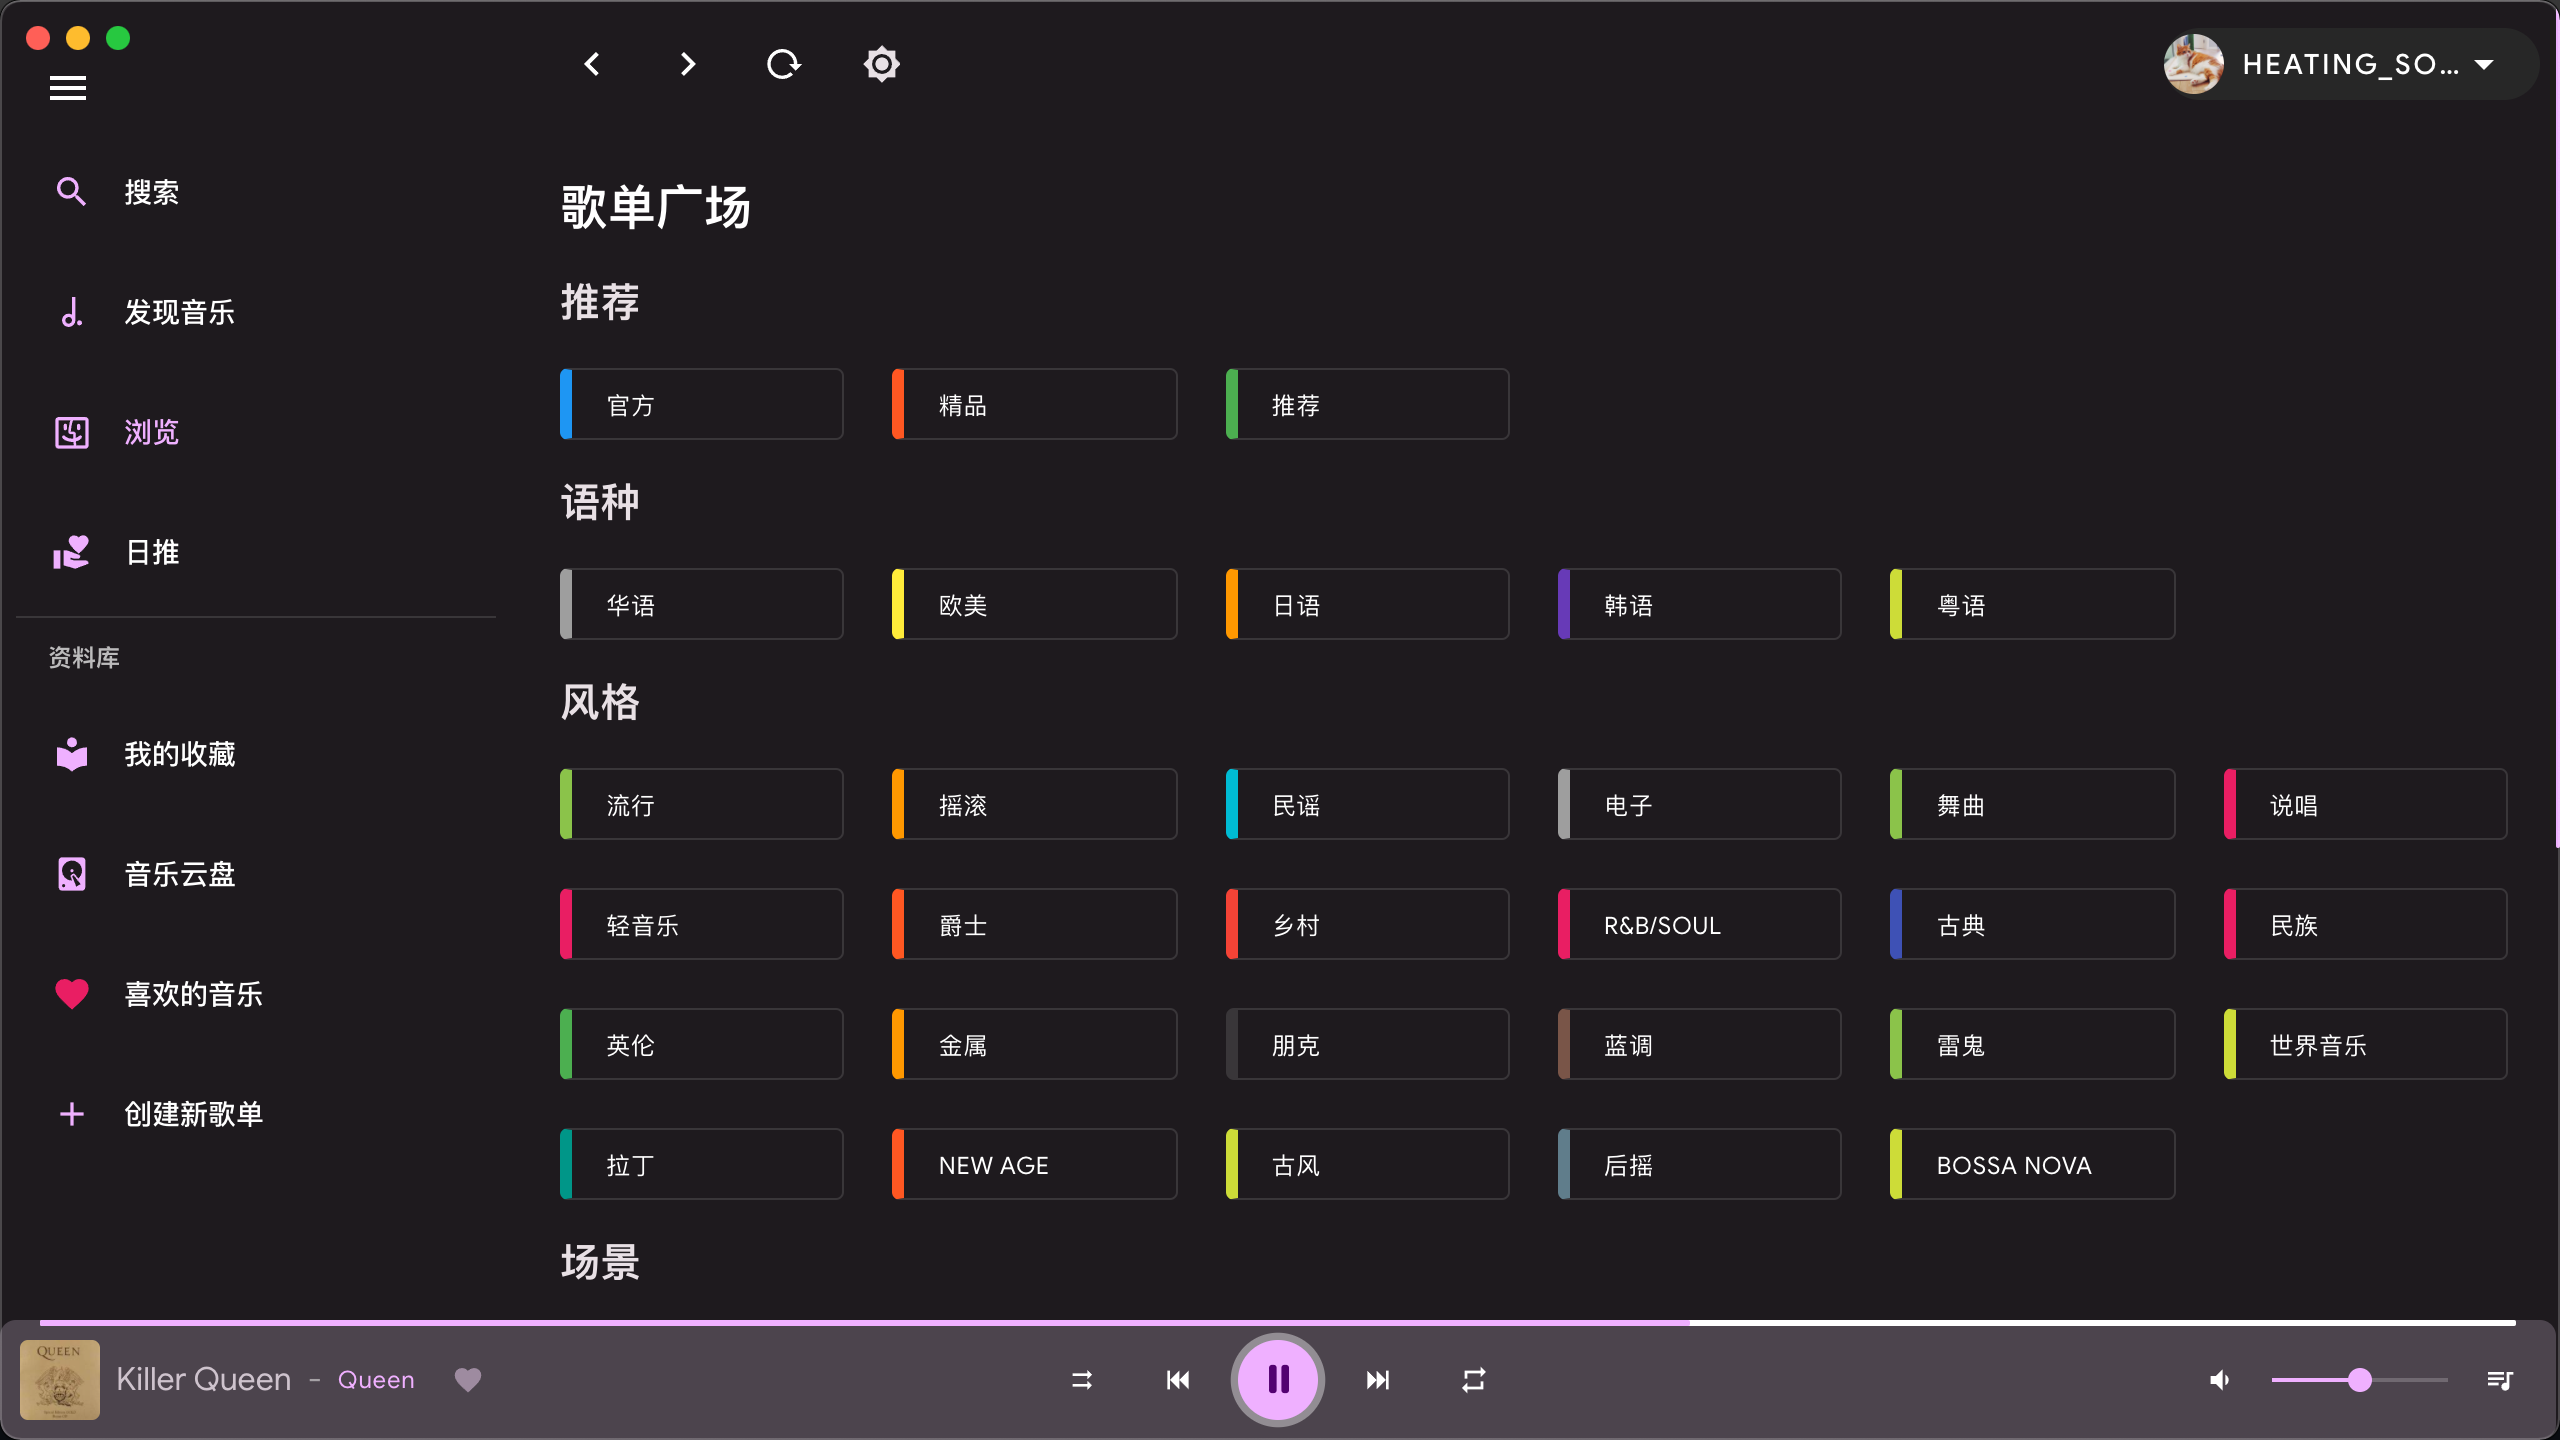 HEATING_SO...
搜索
发现音乐
浏览
日推
资料库
我的收藏
音乐云盘
喜欢的音乐
创建新歌单
歌单广场
推荐
官方 精品 推荐
语种
华语 欧美 日语 韩语 粤语
风格
流行 摇滚 民谣 电子 舞曲 说唱
轻音乐 爵士 乡村 R&B/SOUL 古典 民族
英伦 金属 朋克 蓝调 雷鬼 世界音乐
拉丁 NEW AGE 古风 后摇 BOSSA NOVA
场景
QUEEN
Killer Queen - Queen